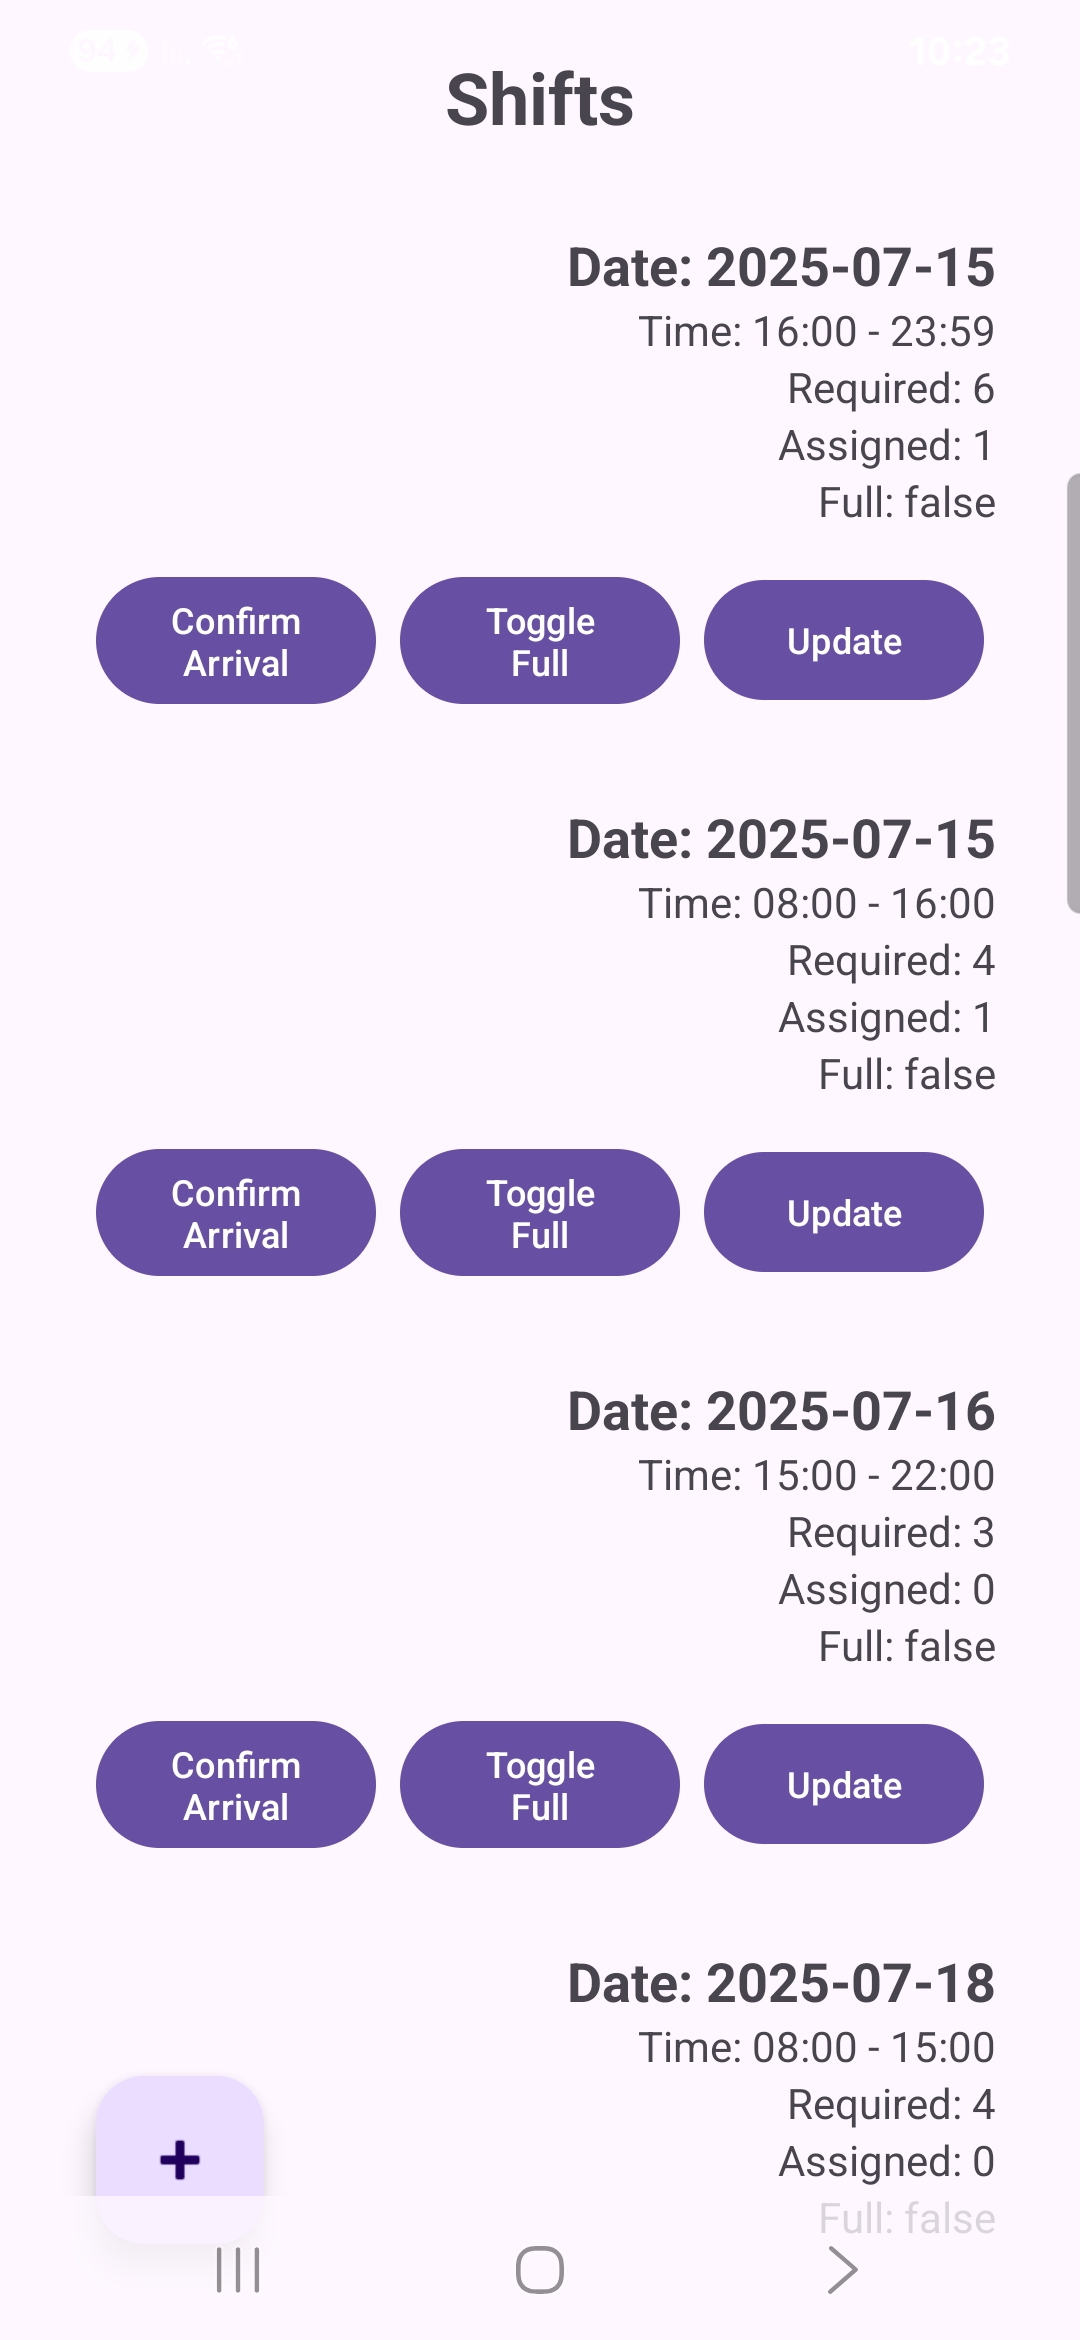 94
10:23
Shifts
Date: 2025-07-15
Time: 16:00 - 23:59
Required: 6
Assigned: 1
Full: false
Confirm
Arrival
Toggle
Full
Update
Date: 2025-07-15
Time: 08:00 - 16:00
Required: 4
Assigned: 1
Full: false
Confirm
Arrival
Toggle
Full
Update
Date: 2025-07-16
Time: 15:00 - 22:00
Required: 3
Assigned: 0
Full: false
Confirm
Arrival
Toggle
Full
Update
Date: 2025-07-18
Time: 08:00 - 15:00
Required: 4
Assigned: 0
Full: false